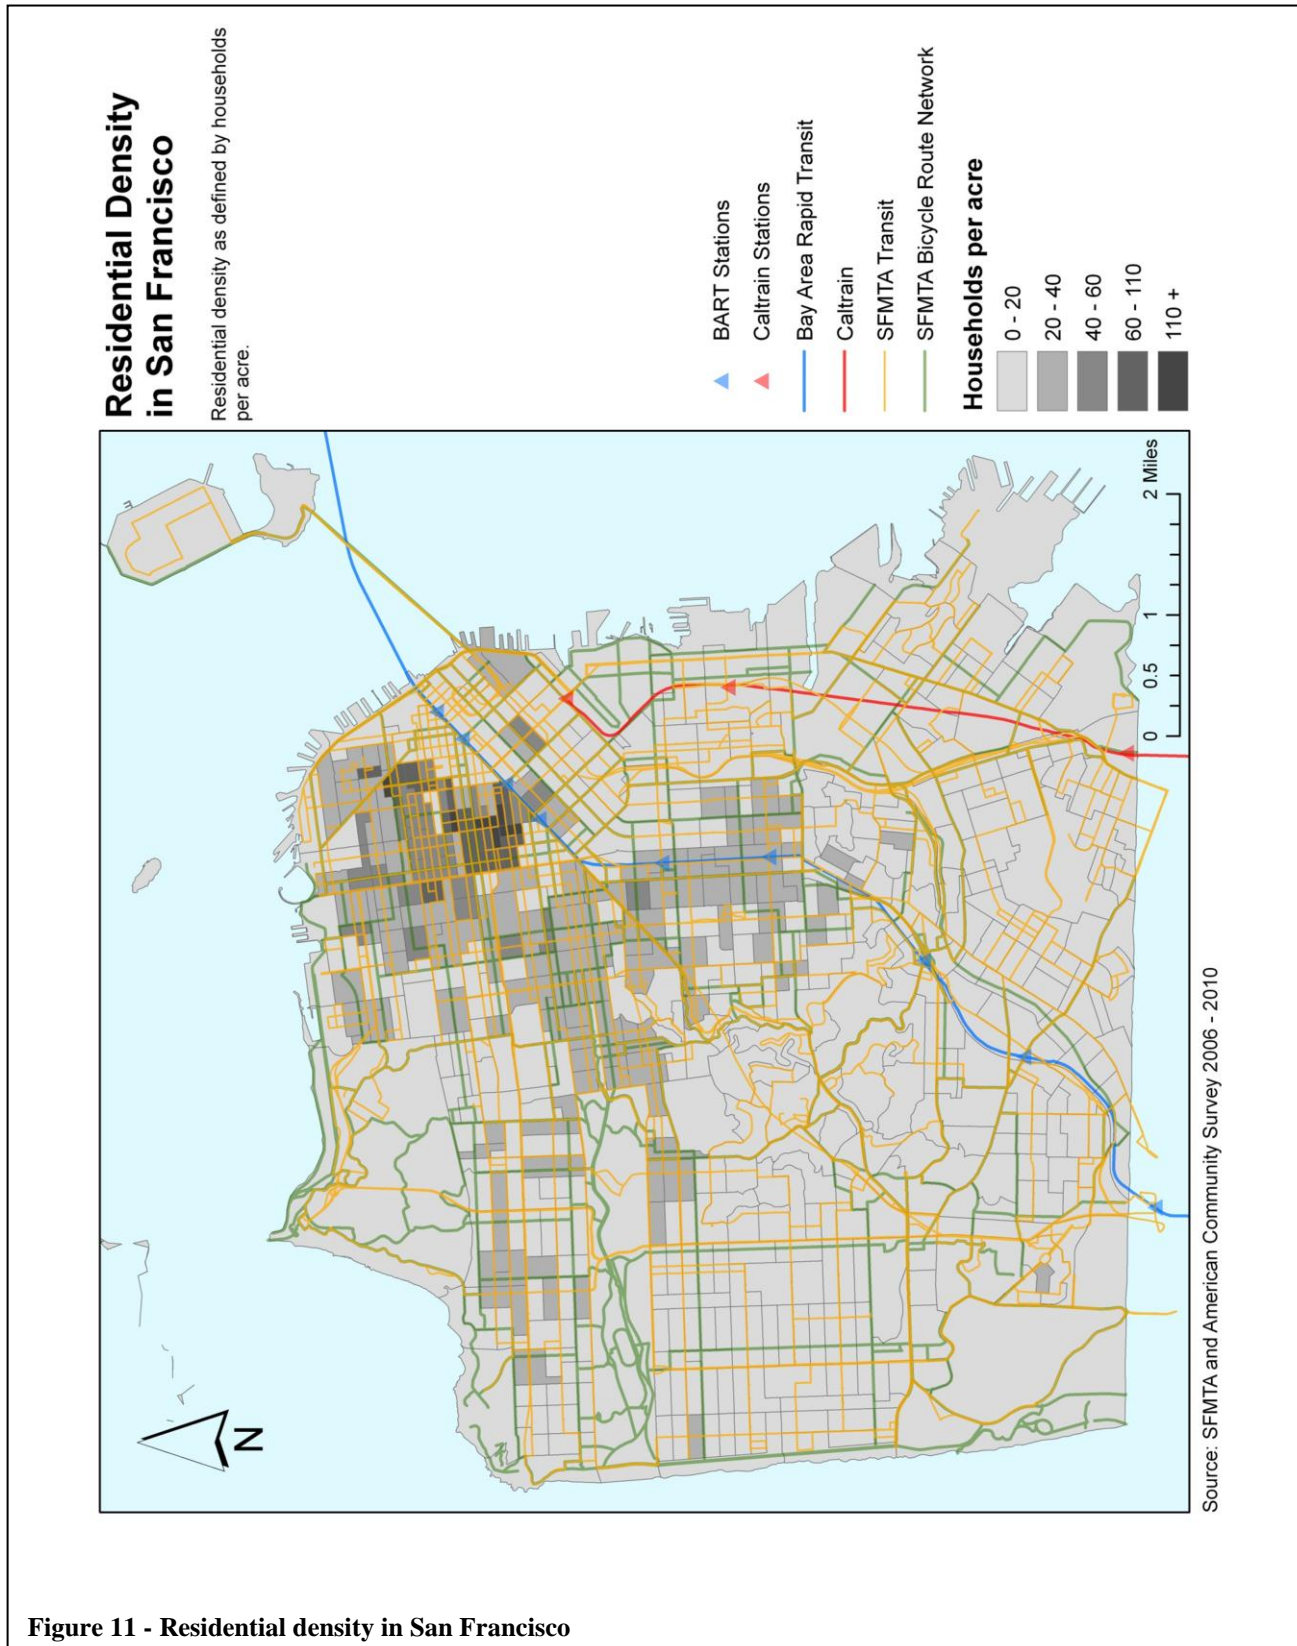 Residential Density
in San Francisco
Residential density as defined by households
per acre.
BART Stations
Caltrain Stations
Bay Area Rapid Transit
Caltrain
SFMTA Transit
SFMTA Bicycle Route Network
Households per acre
0 - 20
20 - 40
40 - 60
60 - 110
110 +
N
0 0.5 1 2 Miles
Source: SFMTA and American Community Survey 2006 - 2010
Figure 11 - Residential density in San Francisco